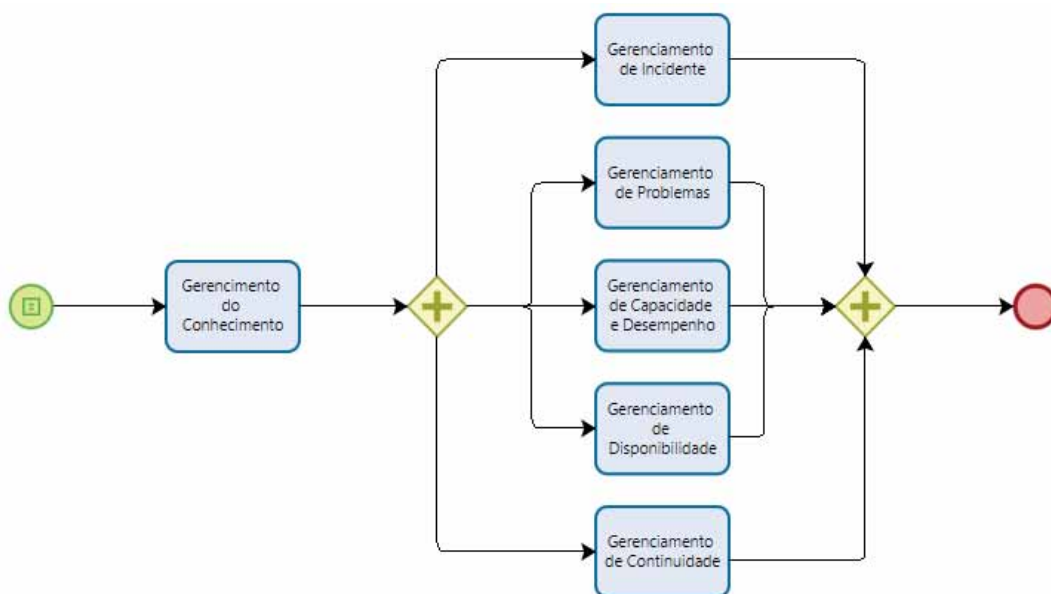 Gerenciamento
de Incidente
Gerenciamento
de Problemas
Gerencimento
do
Conhecimento
Gerenciamento
de Capacidade
e Desempenho
Gerenciamento
de
Disponibilidade
Gerenciamento
de Continuidade